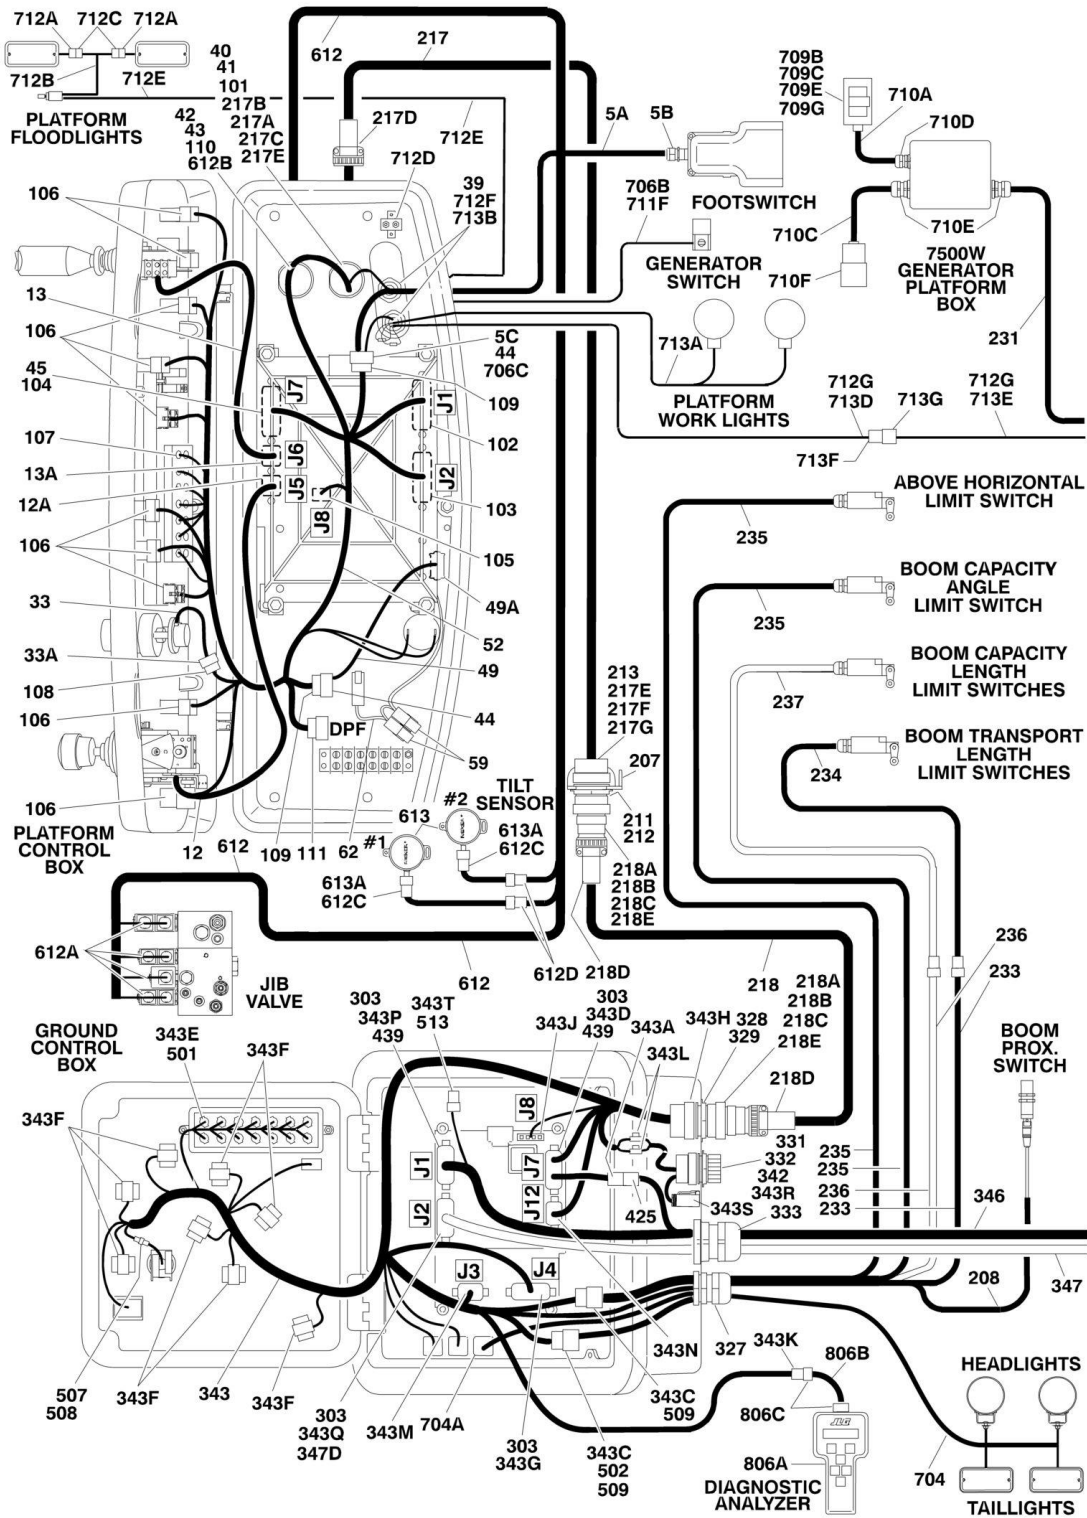 712A 712C 712A
712B
712E
PLATFORM
FLOODLIGHTS
40
41
101
217B
217A
217C
217E
42
43
110
612B
612
217
217D
712D
712E
39
712F
713B
5A
5B
FOOTSWITCH
706B
711F
GENERATOR
SWITCH
709B
709C
709E
709G
710A
710D
710C
710E
710F
7500W
GENERATOR
PLATFORM
BOX
231
106
13
106
45
104
107
13A
12A
106
33
33A
108
106
106
PLATFORM
CONTROL
BOX
J7
J6
J5
J8
J1
J2
5C
44
706C
109
102
103
105
49A
52
49
44
DPF
59
12
612
109
111
62
713A
PLATFORM
WORK LIGHTS
712G
713D
713G
712G
713E
713F
ABOVE HORIZONTAL
LIMIT SWITCH
235
BOOM CAPACITY
ANGLE
LIMIT SWITCH
235
BOOM CAPACITY
LENGTH
LIMIT SWITCHES
237
BOOM TRANSPORT
LENGTH
LIMIT SWITCHES
234
213
217E
217F
217G
207
211
212
218A
218B
218C
218E
TILT
SENSOR
#2
613
#1
613A
612C
613A
612C
612D
218D
612A
JIB
VALVE
612
218
218A
218B
218C
218E
236
233
BOOM
PROX.
SWITCH
GROUND
CONTROL
BOX
343E
501
343F
343F
303
343P
439
343T
513
343J
303
343D
439
343A
343L
343H
328
329
218D
J8
J1
J7
J2
J12
J3
J4
331
332
342
343R
333
343S
425
235
235
236
233
346
347
208
507
508
343F
343
343F
303
343Q
347D
343M
704A
303
343G
343C
502
509
343C
509
343N
327
343K
806B
806C
JLG
806A
DIAGNOSTIC
ANALYZER
HEADLIGHTS
704
TAILLIGHTS